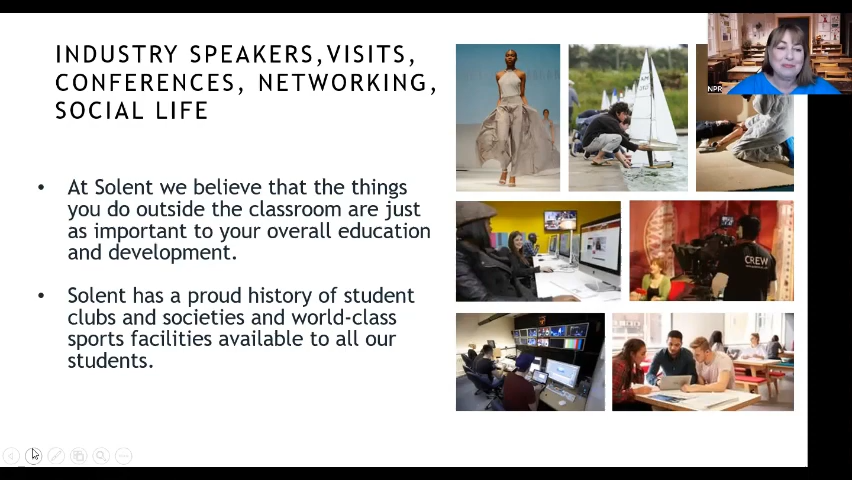 INDUSTRY SPEAKERS, VISITS,
CONFERENCES, NETWORKING,
SOCIAL LIFE
NPR
• At Solent we believe that the things
you do outside the classroom are just
as important to your overall education
and development.
• Solent has a proud history of student
clubs and societies and world-class
sports facilities available to all our
students.
CREW